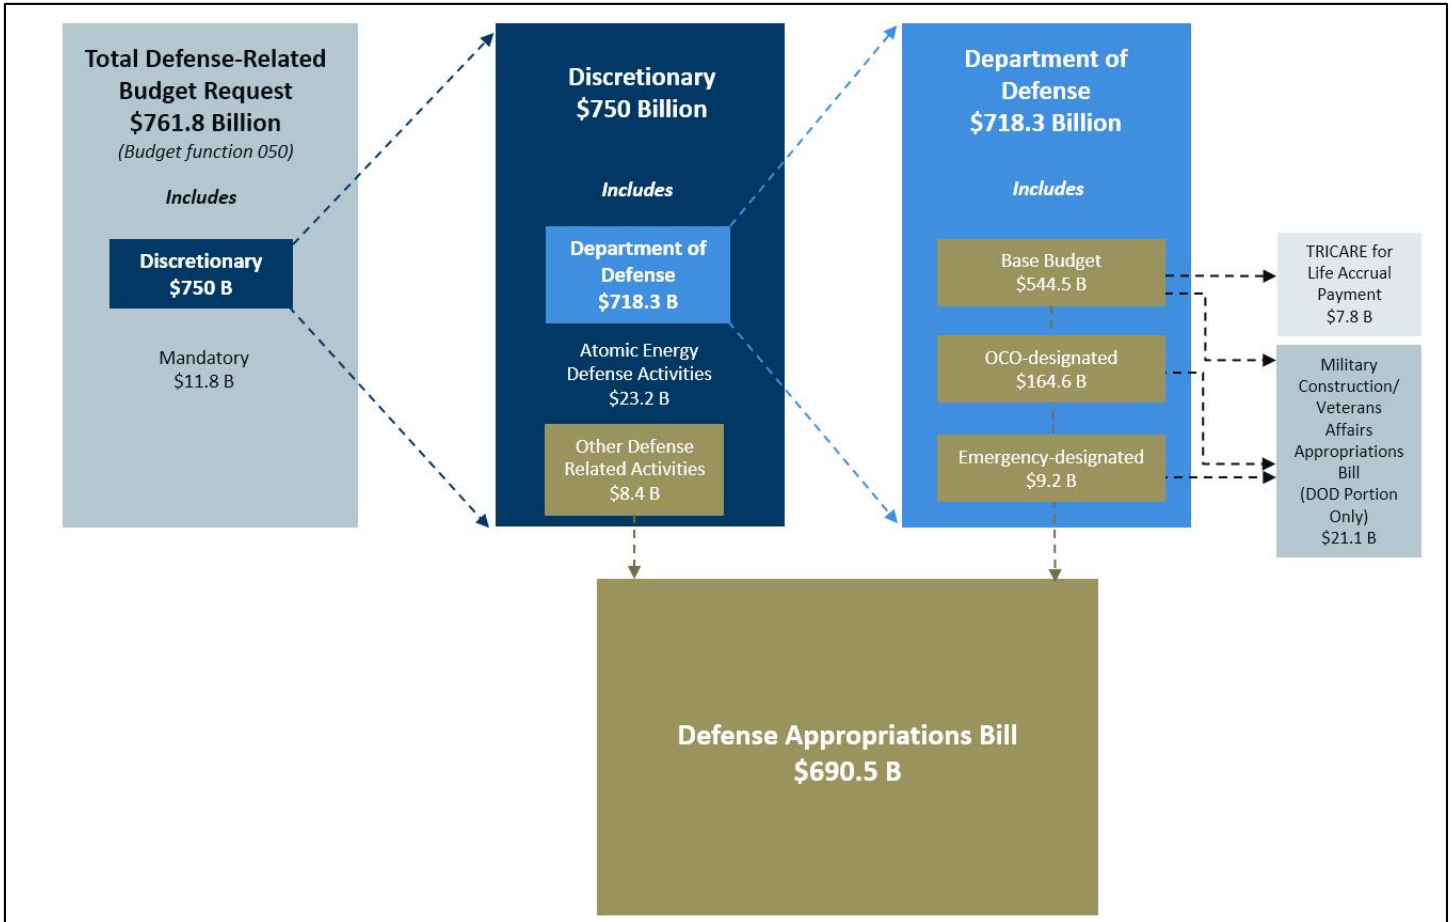 Total Defense-Related
Budget Request
$761.8 Billion
(Budget function 050)
Includes
Discretionary
$750 B
Mandatory
$11.8 B
Discretionary
$750 Billion
Includes
Department of
Defense
$718.3 B
Atomic Energy
Defense Activities
$23.2 B
Other Defense
Related Activities
$8.4 B
Department of
Defense
$718.3 Billion
Includes
Base Budget
$544.5 B
OCO-designated
$164.6 B
Emergency-designated
$9.2 B
TRICARE for
Life Accrual
Payment
$7.8 B
Military
Construction/
Veterans
Affairs
Appropriations
Bill
(DOD Portion
Only)
$21.1 B
Defense Appropriations Bill
$690.5 B